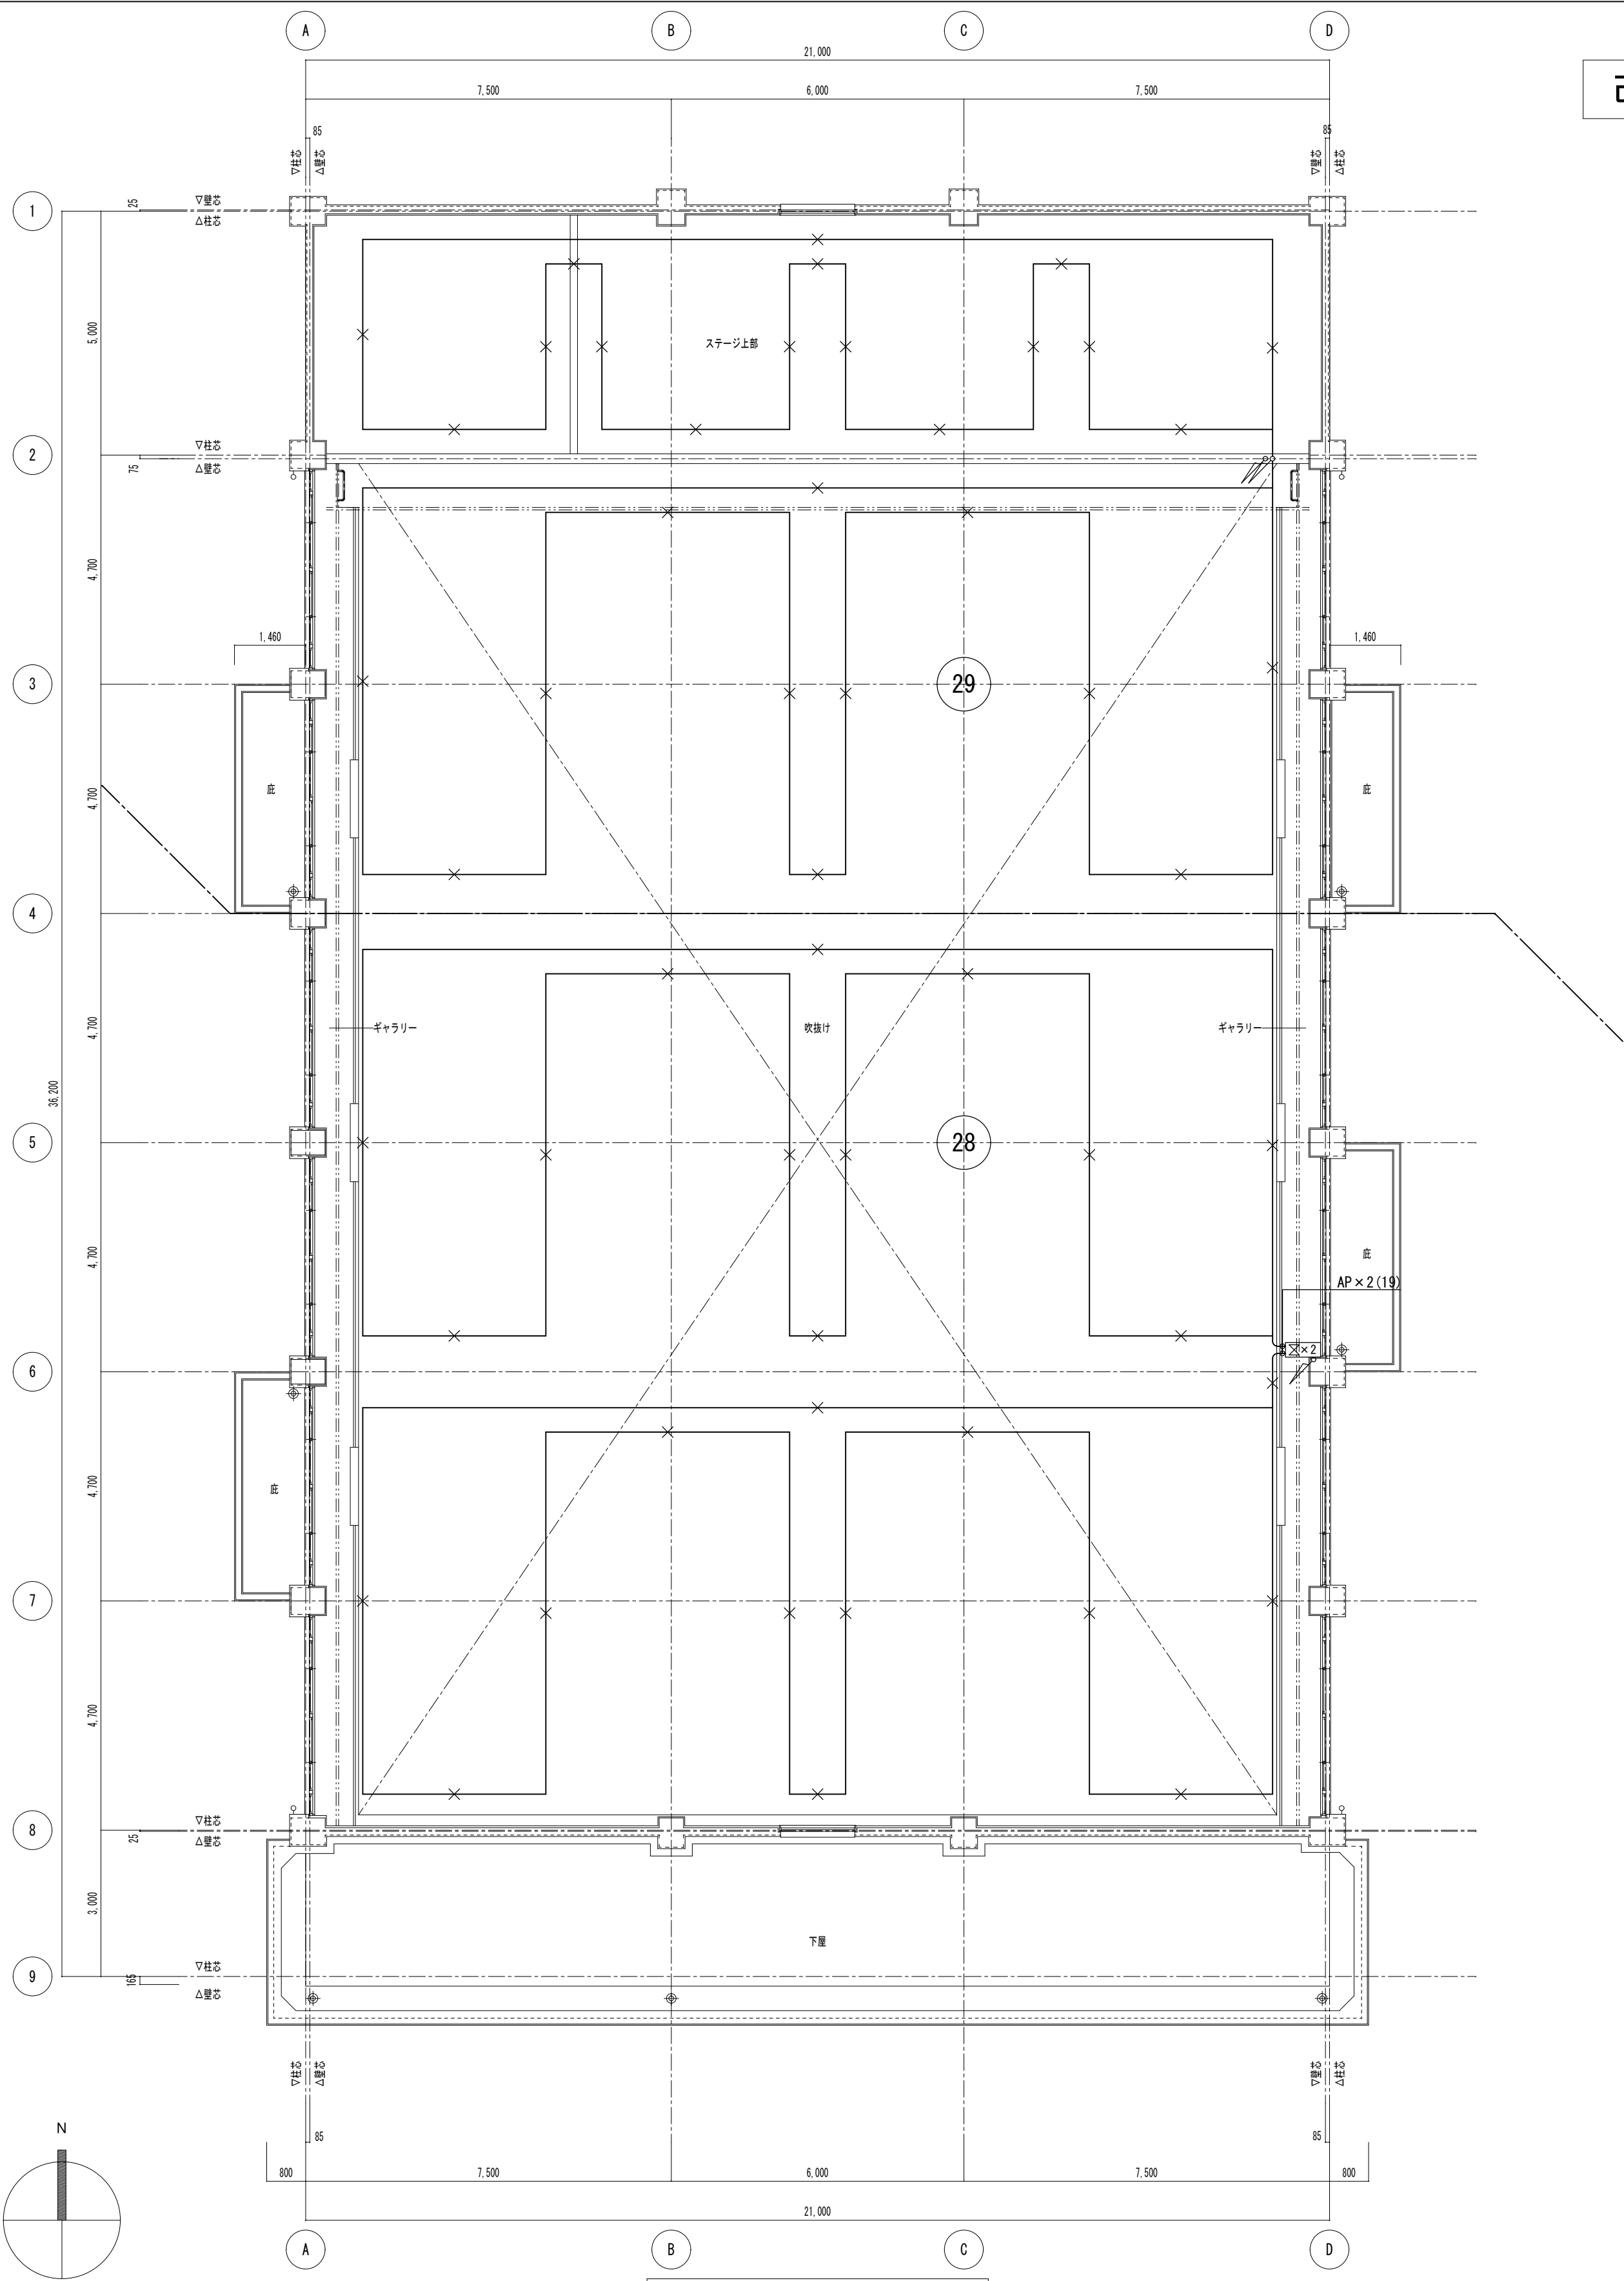 A B C D
21,000
7,500 6,000 7,500
85 85
▽柱芯 △壁芯 ▽壁芯 △柱芯
1 25 ▽壁芯
△柱芯
5,000
ステージ上部
2 ▽柱芯
75 △壁芯
4,700
1,460 1,460
3 29
4,700 庇 庇
4
4,700 ギャラリー 吹抜け ギャラリー
36,200
5 28
4,700 庇
AP×2(19)
×2
6
4,700 庇
7
4,700
8 ▽柱芯
25 △壁芯
3,000
下屋
9 ▽柱芯
165 △壁芯
▽柱芯 △壁芯 ▽壁芯 △柱芯
N
85 85
800 7,500 6,000 7,500 800
21,000
A B C D